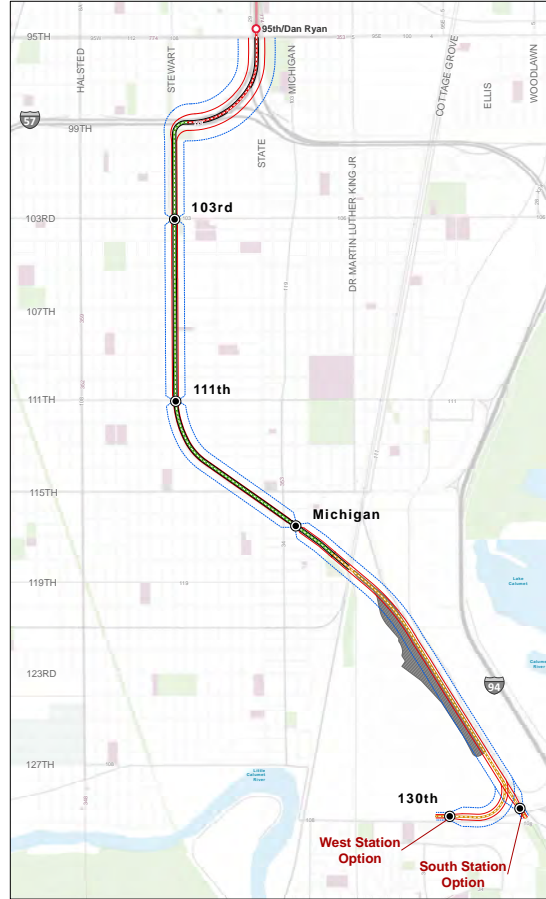 95th/Dan Ryan
95TH
HALSTED
STEWART
MICHIGAN
COTTAGE GROVE
ELLIS
WOODLAWN
57
99TH
STATE
DR MARTIN LUTHER KING JR
103rd
103RD
107TH
111th
111TH
115TH
Michigan
119TH
Lake
Calumet
123RD
94
127TH
Little
Calumet
River
130th
West Station
Option
South Station
Option